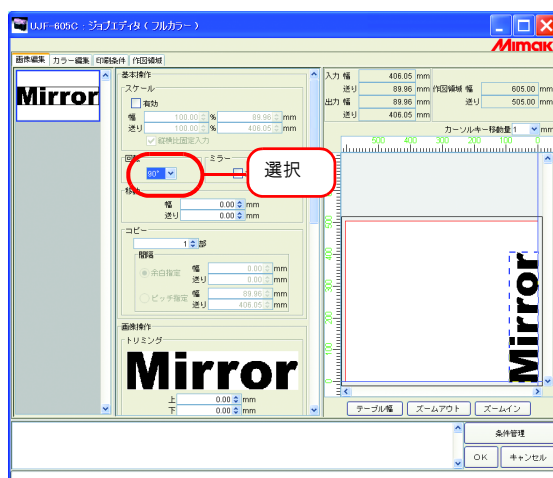 UJF-605C : ジョブエディタ ( フルカラー )
Mimaki
画像編集 カラー編集 印刷条件 作図領域
Mirror
基本操作
スケール
有効
幅 100.00 % 89.96 mm
送り 100.00 % 406.05 mm
縦横比固定入力
回転 ミラー
90°
選択
移動
幅 0.00 mm
送り 0.00 mm
コピー
1 部
間隔
余白指定 幅 0.00 mm
送り 0.00 mm
ピッチ指定 幅 89.96 mm
送り 406.05 mm
画像操作
トリミング
Mirror
上 0.00 mm
下 0.00 mm
入力 幅 406.05 mm 作図領域 幅 605.00 mm
送り 89.96 mm 送り 505.00 mm
出力 幅 89.96 mm
送り 406.05 mm
カーソルキー移動量 1 mm
500 400 300 200 100 0
500
400
300
200
100
0
Mirror
テーブル幅 ズームアウト ズームイン
条件管理
OK キャンセル